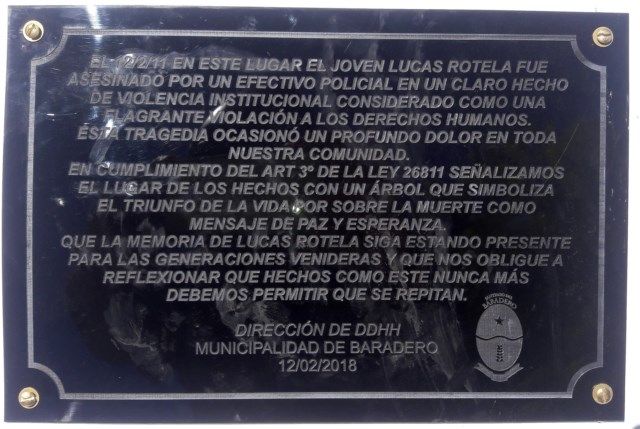 EL 12/2/11 EN ESTE LUGAR EL JOVEN LUCAS ROTELA FUE
ASESINADO POR UN EFECTIVO POLICIAL EN UN CLARO HECHO
DE VIOLENCIA INSTITUCIONAL CONSIDERADO COMO UNA
FLAGRANTE VIOLACIÓN A LOS DERECHOS HUMANOS.
ESTA TRAGEDIA OCASIONÓ UN PROFUNDO DOLOR EN TODA
NUESTRA COMUNIDAD.
EN CUMPLIMIENTO DEL ART 3º DE LA LEY 26811 SEÑALIZAMOS
EL LUGAR DE LOS HECHOS CON UN ÁRBOL QUE SIMBOLIZA
EL TRIUNFO DE LA VIDA POR SOBRE LA MUERTE COMO
MENSAJE DE PAZ Y ESPERANZA.
QUE LA MEMORIA DE LUCAS ROTELA SIGA ESTANDO PRESENTE
PARA LAS GENERACIONES VENIDERAS Y QUE NOS OBLIGUE A
REFLEXIONAR QUE HECHOS COMO ESTE NUNCA MÁS
DEBEMOS PERMITIR QUE SE REPITAN.
DIRECCIÓN DE DDHH
MUNICIPALIDAD DE BARADERO
12/02/2018
BARADERO